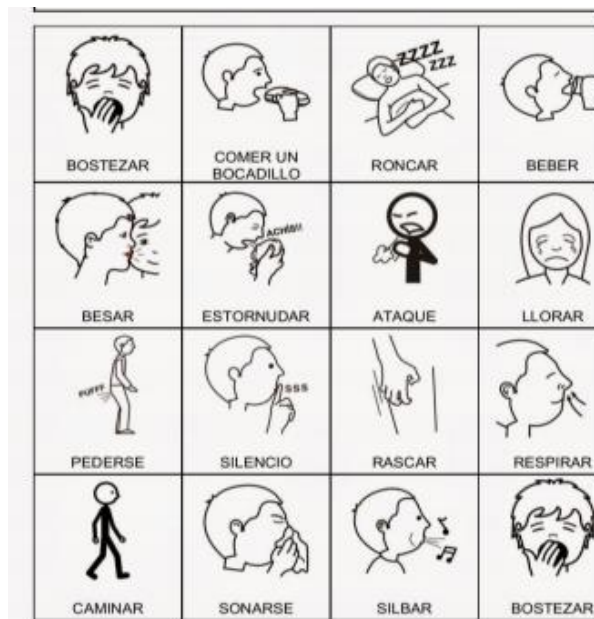 ZZZZ
ZZZ
BOSTEZAR
COMER UN
BOCADILLO
RONCAR
BEBER
ACHÍS!!
BESAR
ESTORNUDAR
ATAQUE
LLORAR
PUFFF
SSS
PEDERSE
SILENCIO
RASCAR
RESPIRAR
CAMINAR
SONARSE
SILBAR
BOSTEZAR